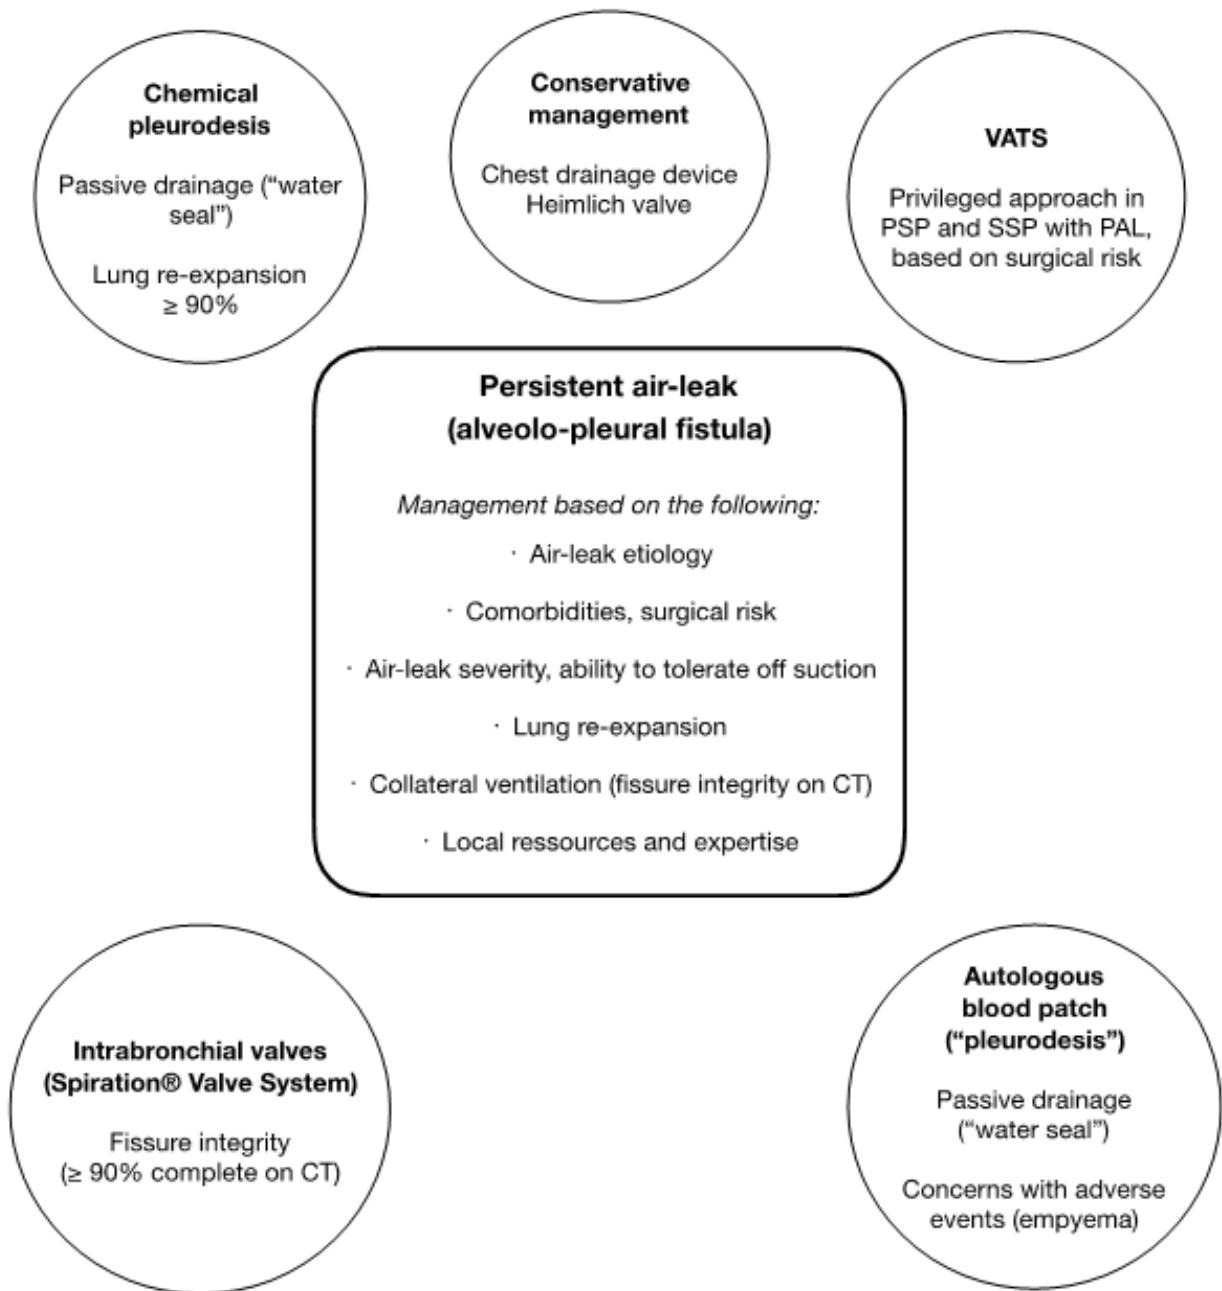 Chemical
pleurodesis
Passive drainage (“water
seal”)
Lung re-expansion
≥ 90%
Conservative
management
Chest drainage device
Heimlich valve
VATS
Privileged approach in
PSP and SSP with PAL,
based on surgical risk
Persistent air-leak
(alveolo-pleural fistula)
Management based on the following:
· Air-leak etiology
· Comorbidities, surgical risk
· Air-leak severity, ability to tolerate off suction
· Lung re-expansion
· Collateral ventilation (fissure integrity on CT)
· Local ressources and expertise
Intrabronchial valves
(Spiration® Valve System)
Fissure integrity
(≥ 90% complete on CT)
Autologous
blood patch
(“pleurodesis”)
Passive drainage
(“water seal”)
Concerns with adverse
events (empyema)